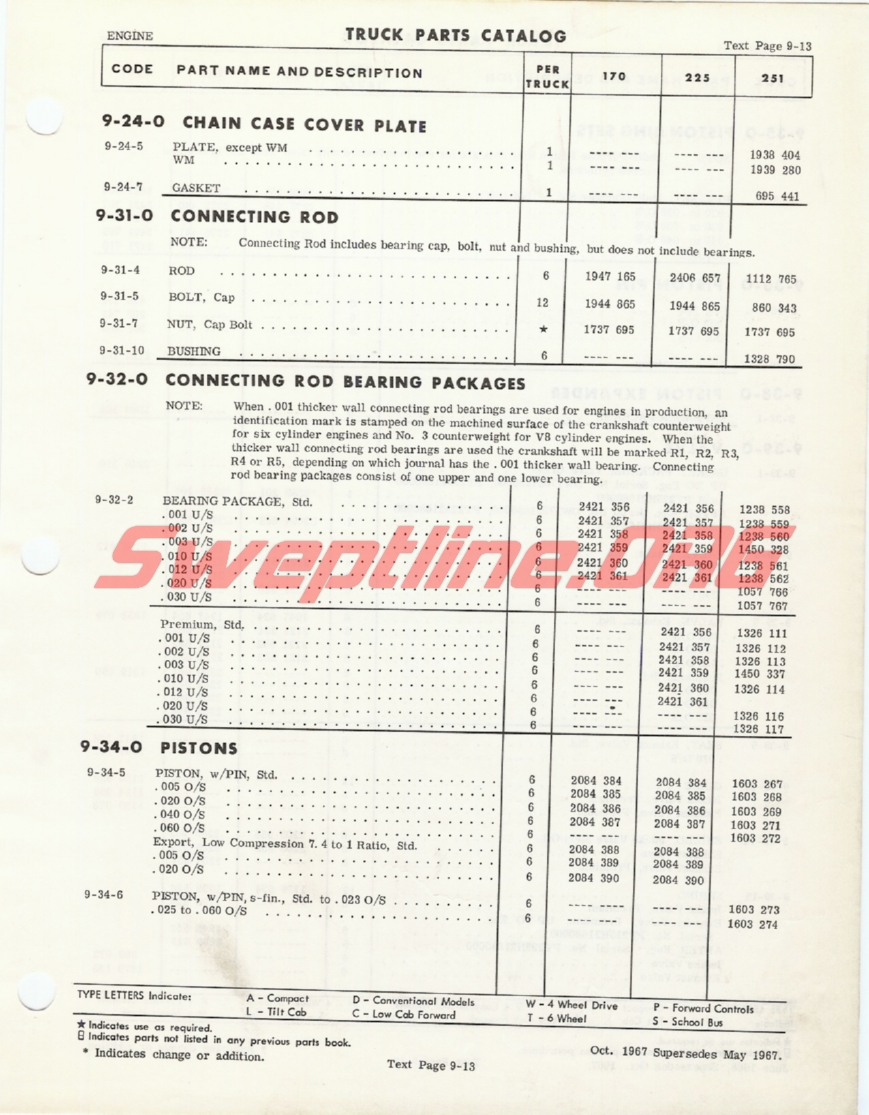 ENGINE
TRUCK PARTS CATALOG
Text Page 9-13
CODE PART NAME AND DESCRIPTION PER TRUCK 170 225 251
9-24-0 CHAIN CASE COVER PLATE
9-24-5 PLATE, except WM . . . . . . . . . . . . . . . . 1 ---- --- ---- --- 1938 404
WM . . . . . . . . . . . . . . . . . . . . . . 1 ---- --- ---- --- 1939 280
9-24-7 GASKET . . . . . . . . . . . . . . . . . . . . . 1 ---- --- ---- --- 695 441
9-31-0 CONNECTING ROD
NOTE: Connecting Rod includes bearing cap, bolt, nut and bushing, but does not include bearings.
9-31-4 ROD . . . . . . . . . . . . . . . . . . . . . . 6 1947 165 2406 657 1112 765
9-31-5 BOLT, Cap . . . . . . . . . . . . . . . . . . . . 12 1944 865 1944 865 860 343
9-31-7 NUT, Cap Bolt . . . . . . . . . . . . . . . . . . . ★ 1737 695 1737 695 1737 695
9-31-10 BUSHING . . . . . . . . . . . . . . . . . . . . . 6 ---- --- ---- --- 1328 790
9-32-0 CONNECTING ROD BEARING PACKAGES
NOTE: When .001 thicker wall connecting rod bearings are used for engines in production, an
identification mark is stamped on the machined surface of the crankshaft counterweight
for six cylinder engines and No. 3 counterweight for V8 cylinder engines. When the
thicker wall connecting rod bearings are used the crankshaft will be marked R1, R2, R3,
R4 or R5, depending on which journal has the .001 thicker wall bearing. Connecting
rod bearing packages consist of one upper and one lower bearing.
9-32-2 BEARING PACKAGE, Std. . . . . . . . . . . . . . 6 2421 356 2421 356 1238 558
.001 U/S . . . . . . . . . . . . . . . . . . . . 6 2421 357 2421 357 1238 559
.002 U/S . . . . . . . . . . . . . . . . . . . . 6 2421 358 2421 358 1238 560
.003 U/S . . . . . . . . . . . . . . . . . . . . 6 2421 359 2421 359 1450 328
.010 U/S . . . . . . . . . . . . . . . . . . . . 6 2421 360 2421 360 1238 561
.012 U/S . . . . . . . . . . . . . . . . . . . . 6 2421 361 2421 361 1238 562
.020 U/S . . . . . . . . . . . . . . . . . . . . 6 ---- --- ---- --- 1057 766
.030 U/S . . . . . . . . . . . . . . . . . . . . 6 ---- --- ---- --- 1057 767
Sweptline.ORG
Premium, Std. . . . . . . . . . . . . . . . . . . . 6 ---- --- 2421 356 1326 111
.001 U/S . . . . . . . . . . . . . . . . . . . . 6 ---- --- 2421 357 1326 112
.002 U/S . . . . . . . . . . . . . . . . . . . . 6 ---- --- 2421 358 1326 113
.003 U/S . . . . . . . . . . . . . . . . . . . . 6 ---- --- 2421 359 1450 337
.010 U/S . . . . . . . . . . . . . . . . . . . . 6 ---- --- 2421 360 1326 114
.012 U/S . . . . . . . . . . . . . . . . . . . . 6 ---- --- 2421 361
.020 U/S . . . . . . . . . . . . . . . . . . . . 6 ---- --- ---- --- 1326 116
.030 U/S . . . . . . . . . . . . . . . . . . . . 6 ---- --- ---- --- 1326 117
9-34-0 PISTONS
9-34-5 PISTON, w/PIN, Std. . . . . . . . . . . . . . . . . 6 2084 384 2084 384 1603 267
.005 O/S . . . . . . . . . . . . . . . . . . . . 6 2084 385 2084 385 1603 268
.020 O/S . . . . . . . . . . . . . . . . . . . . 6 2084 386 2084 386 1603 269
.040 O/S . . . . . . . . . . . . . . . . . . . . 6 2084 387 2084 387 1603 271
.060 O/S . . . . . . . . . . . . . . . . . . . . 6 ---- --- ---- --- 1603 272
Export, Low Compression 7.4 to 1 Ratio, Std. . . . . . . 6 2084 388 2084 388
.005 O/S . . . . . . . . . . . . . . . . . . . . 6 2084 389 2084 389
.020 O/S . . . . . . . . . . . . . . . . . . . . 6 2084 390 2084 390
9-34-6 PISTON, w/PIN, s-fin., Std. to .023 O/S . . . . . . . . . 6 ---- --- ---- --- 1603 273
.025 to .060 O/S . . . . . . . . . . . . . . . . . 6 ---- --- ---- --- 1603 274
TYPE LETTERS Indicate: A - Compact D - Conventional Models W - 4 Wheel Drive P - Forward Controls
L - Tilt Cab C - Low Cab Forward T - 6 Wheel S - School Bus
★ Indicates use as required.
Indicates parts not listed in any previous parts book.
* Indicates change or addition.
Oct. 1967 Supersedes May 1967.
Text Page 9-13